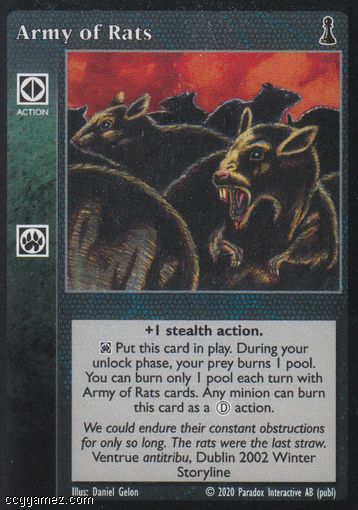 Army of Rats
ACTION
+1 stealth action.
Put this card in play. During your
unlock phase, your prey burns 1 pool.
You can burn only 1 pool each turn with
Army of Rats cards. Any minion can burn
this card as a Ⓓ action.
We could endure their constant obstructions
for only so long. The rats were the last straw.
Ventrue antitribu, Dublin 2002 Winter
Storyline
Illus: Daniel Gelon © 2020 Paradox Interactive AB (publ)
ccggamez.com